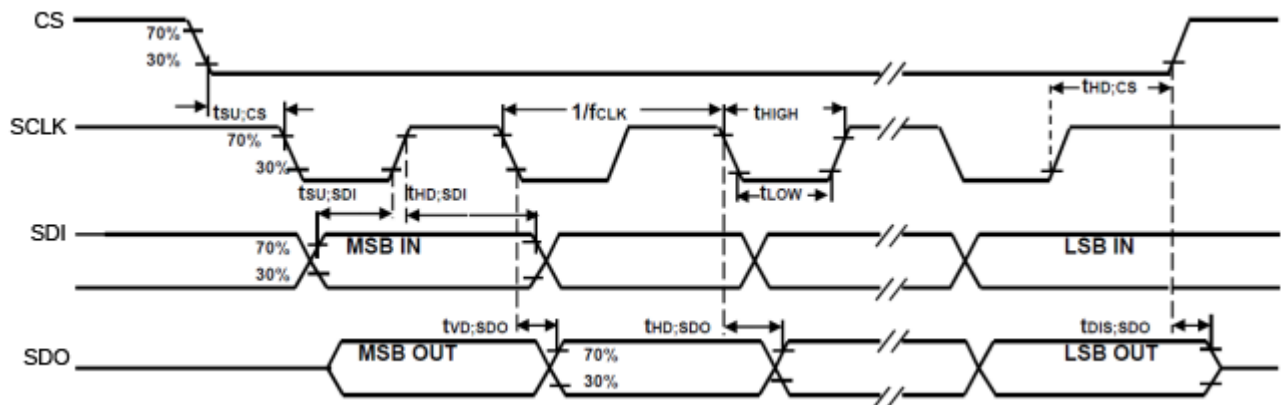 CS
70%
30%
tSU;CS
1/fCLK
tHIGH
tHD;CS
SCLK
70%
30%
tSU;SDI
tHD;SDI
tLOW
SDI
70%
30%
MSB IN
LSB IN
tVD;SDO
tHD;SDO
tDIS;SDO
SDO
MSB OUT
70%
30%
LSB OUT